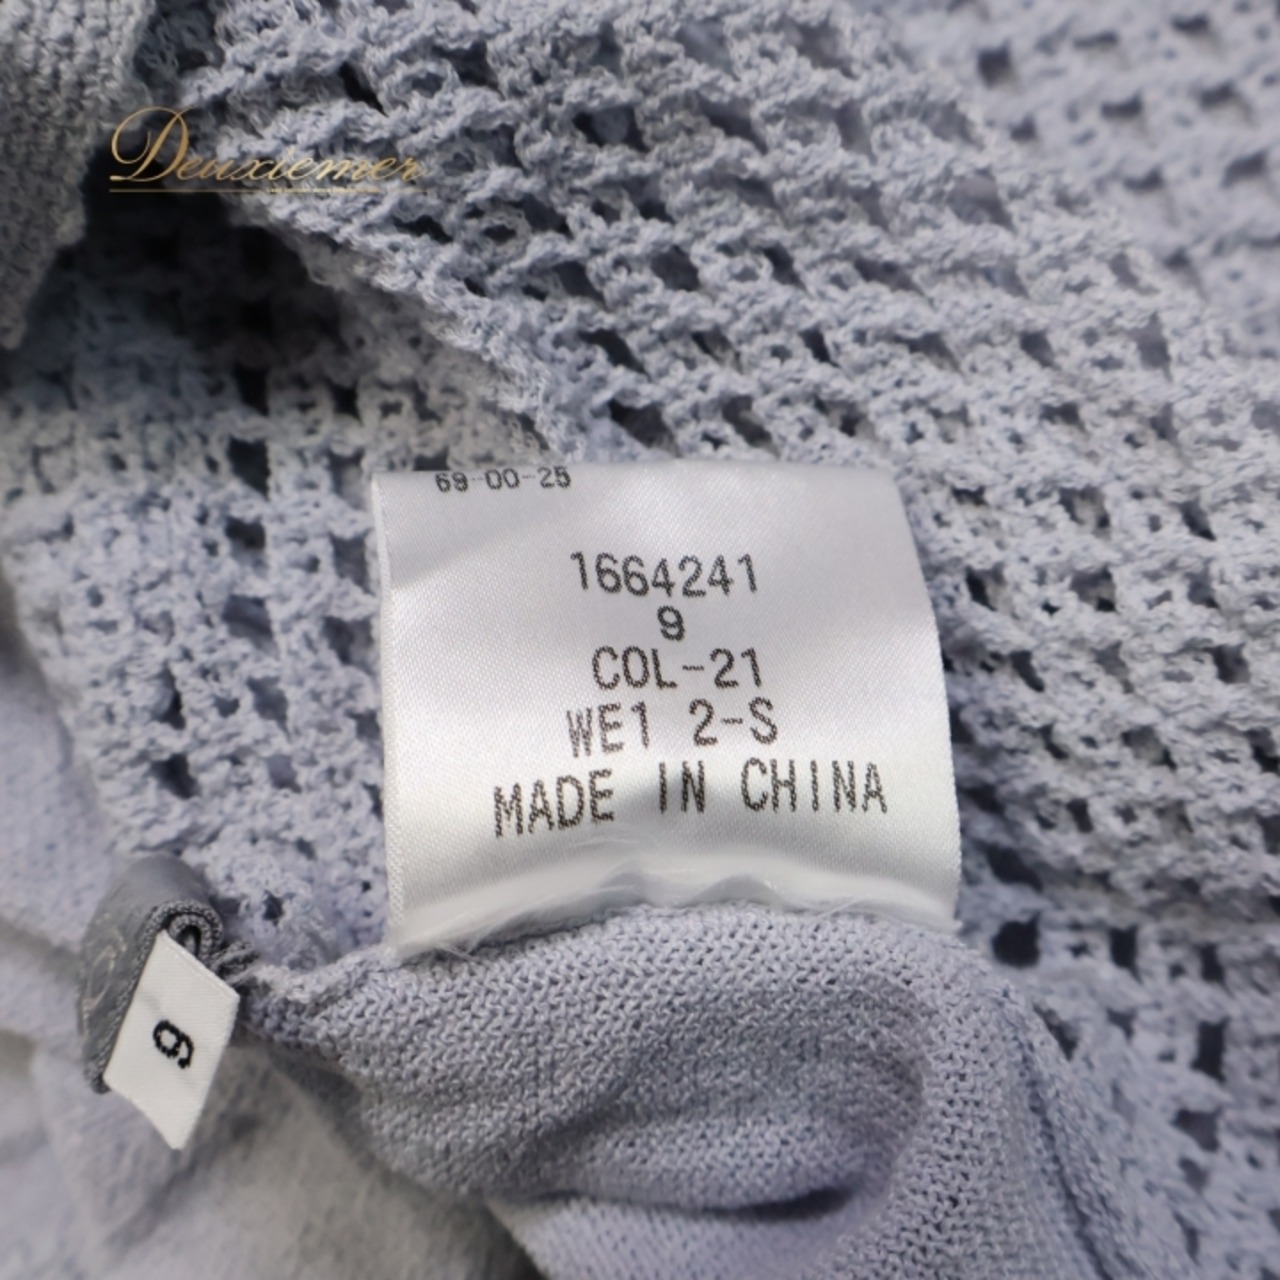 Deuxiemer
69-00-25
1664241
9
COL-21
WE1 2-S
MADE IN CHINA
9